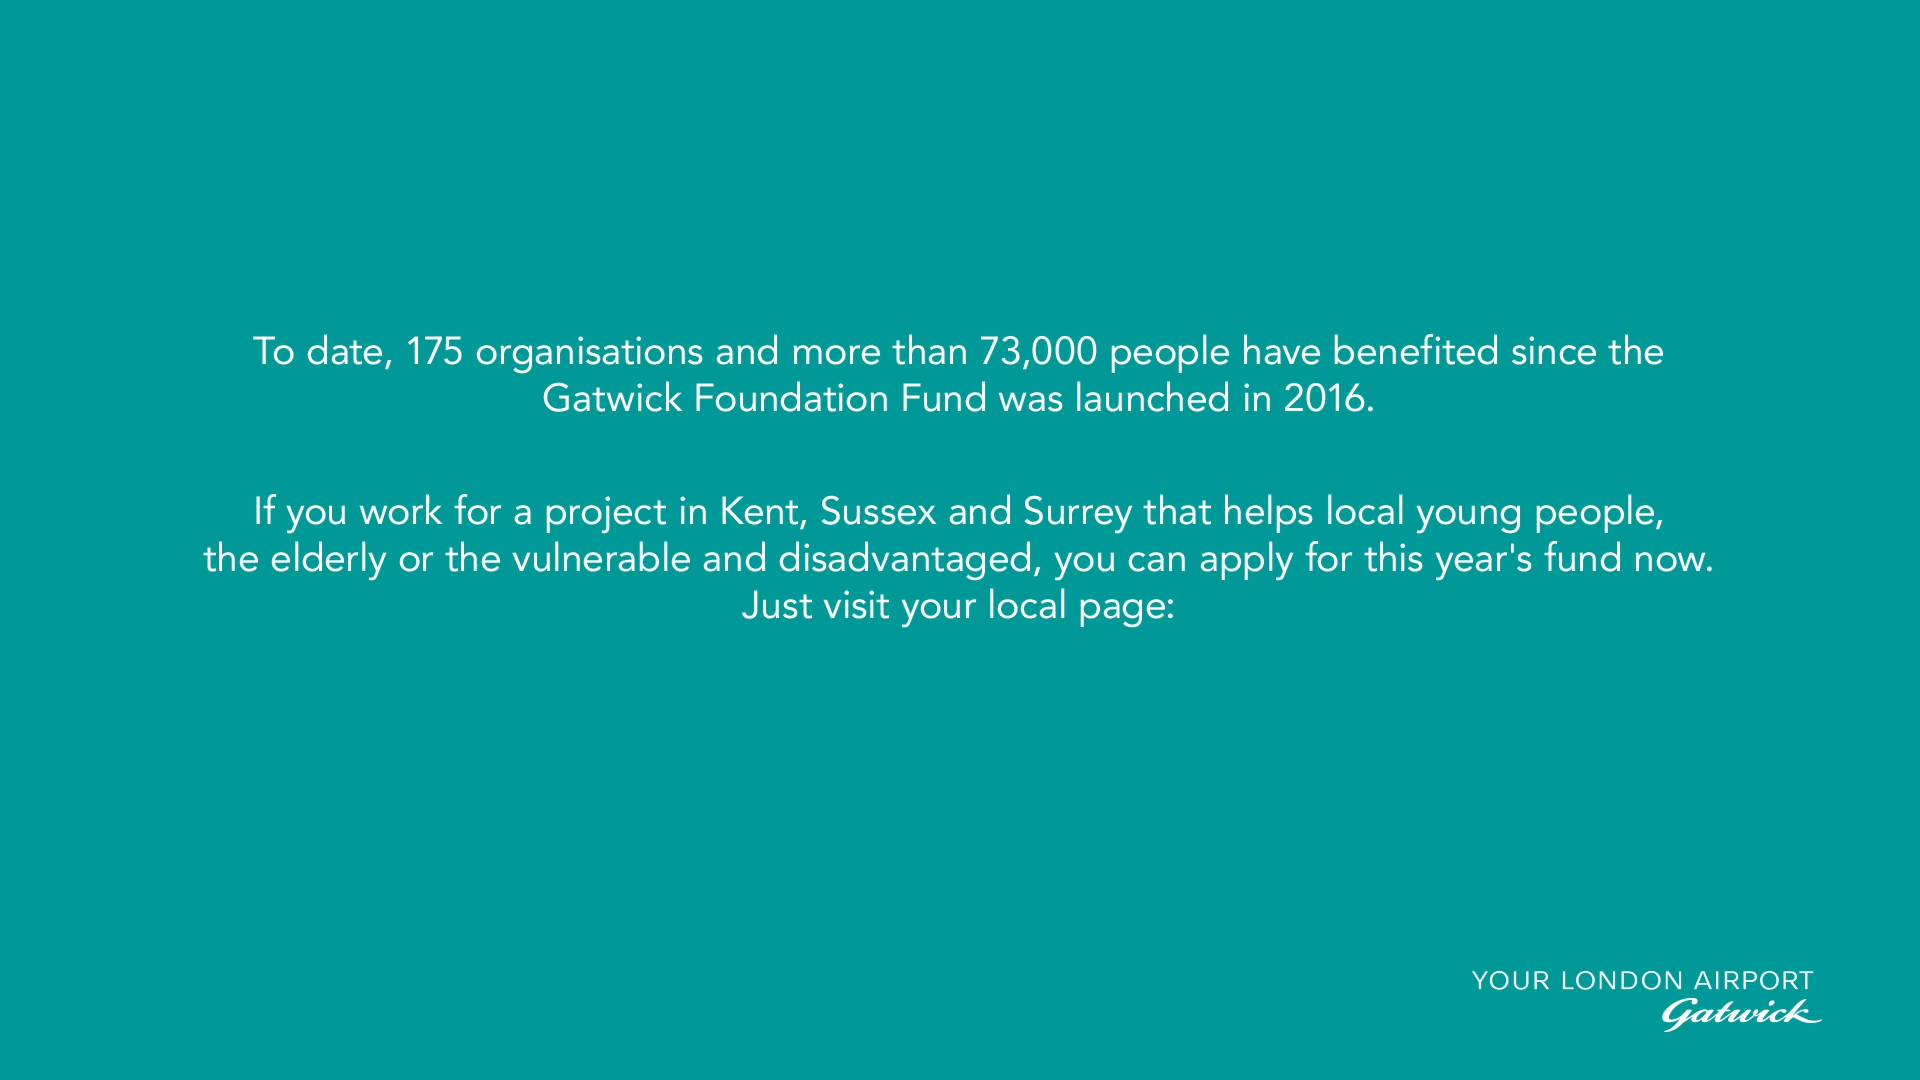 To date, 175 organisations and more than 73,000 people have benefited since the
Gatwick Foundation Fund was launched in 2016.
If you work for a project in Kent, Sussex and Surrey that helps local young people,
the elderly or the vulnerable and disadvantaged, you can apply for this year's fund now.
Just visit your local page:
YOUR LONDON AIRPORT
Gatwick